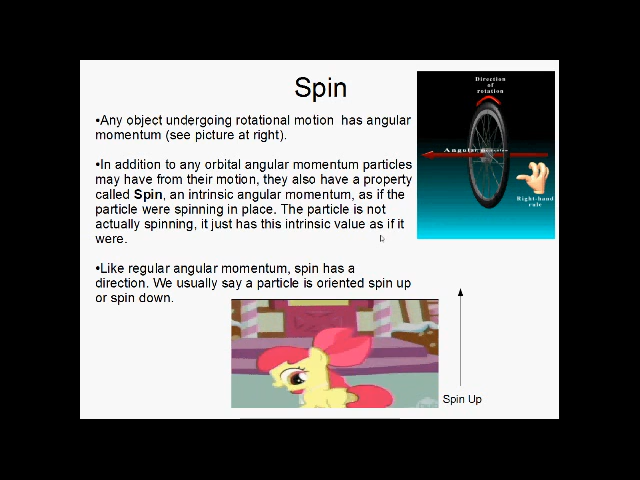 Spin
•Any object undergoing rotational motion  has angular
momentum (see picture at right).
•In addition to any orbital angular momentum particles
may have from their motion, they also have a property
called Spin, an intrinsic angular momentum, as if the
particle were spinning in place. The particle is not
actually spinning, it just has this intrinsic value as if it
were.
•Like regular angular momentum, spin has a
direction. We usually say a particle is oriented spin up
or spin down.
Direction
of
rotation
Angular momentum
Right-hand
rule
Spin Up